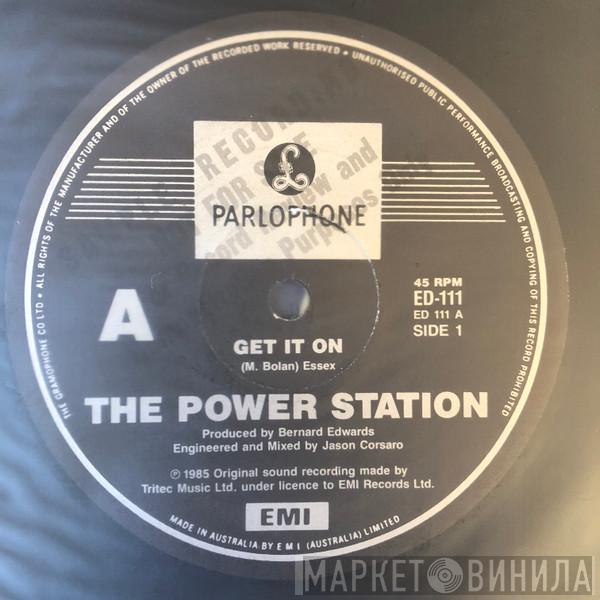 THE GRAMOPHONE CO LTD • ALL RIGHTS OF THE MANUFACTURER AND OF THE OWNER OF THE RECORDED WORK RESERVED • UNAUTHORISED PUBLIC PERFORMANCE BROADCASTING AND COPYING OF THIS RECORD PROHIBITED
RECORD
FOR SALE
and
£
PARLOPHONE
A
45 RPM
ED-111
ED 111 A
SIDE 1
GET IT ON
(M. Bolan) Essex
THE POWER STATION
Produced by Bernard Edwards
Engineered and Mixed by Jason Corsaro
℗ 1985 Original sound recording made by
Tritec Music Ltd. under licence to EMI Records Ltd.
EMI
MADE IN AUSTRALIA BY E M I (AUSTRALIA) LIMITED
МАРКЕТ ВИНИЛА